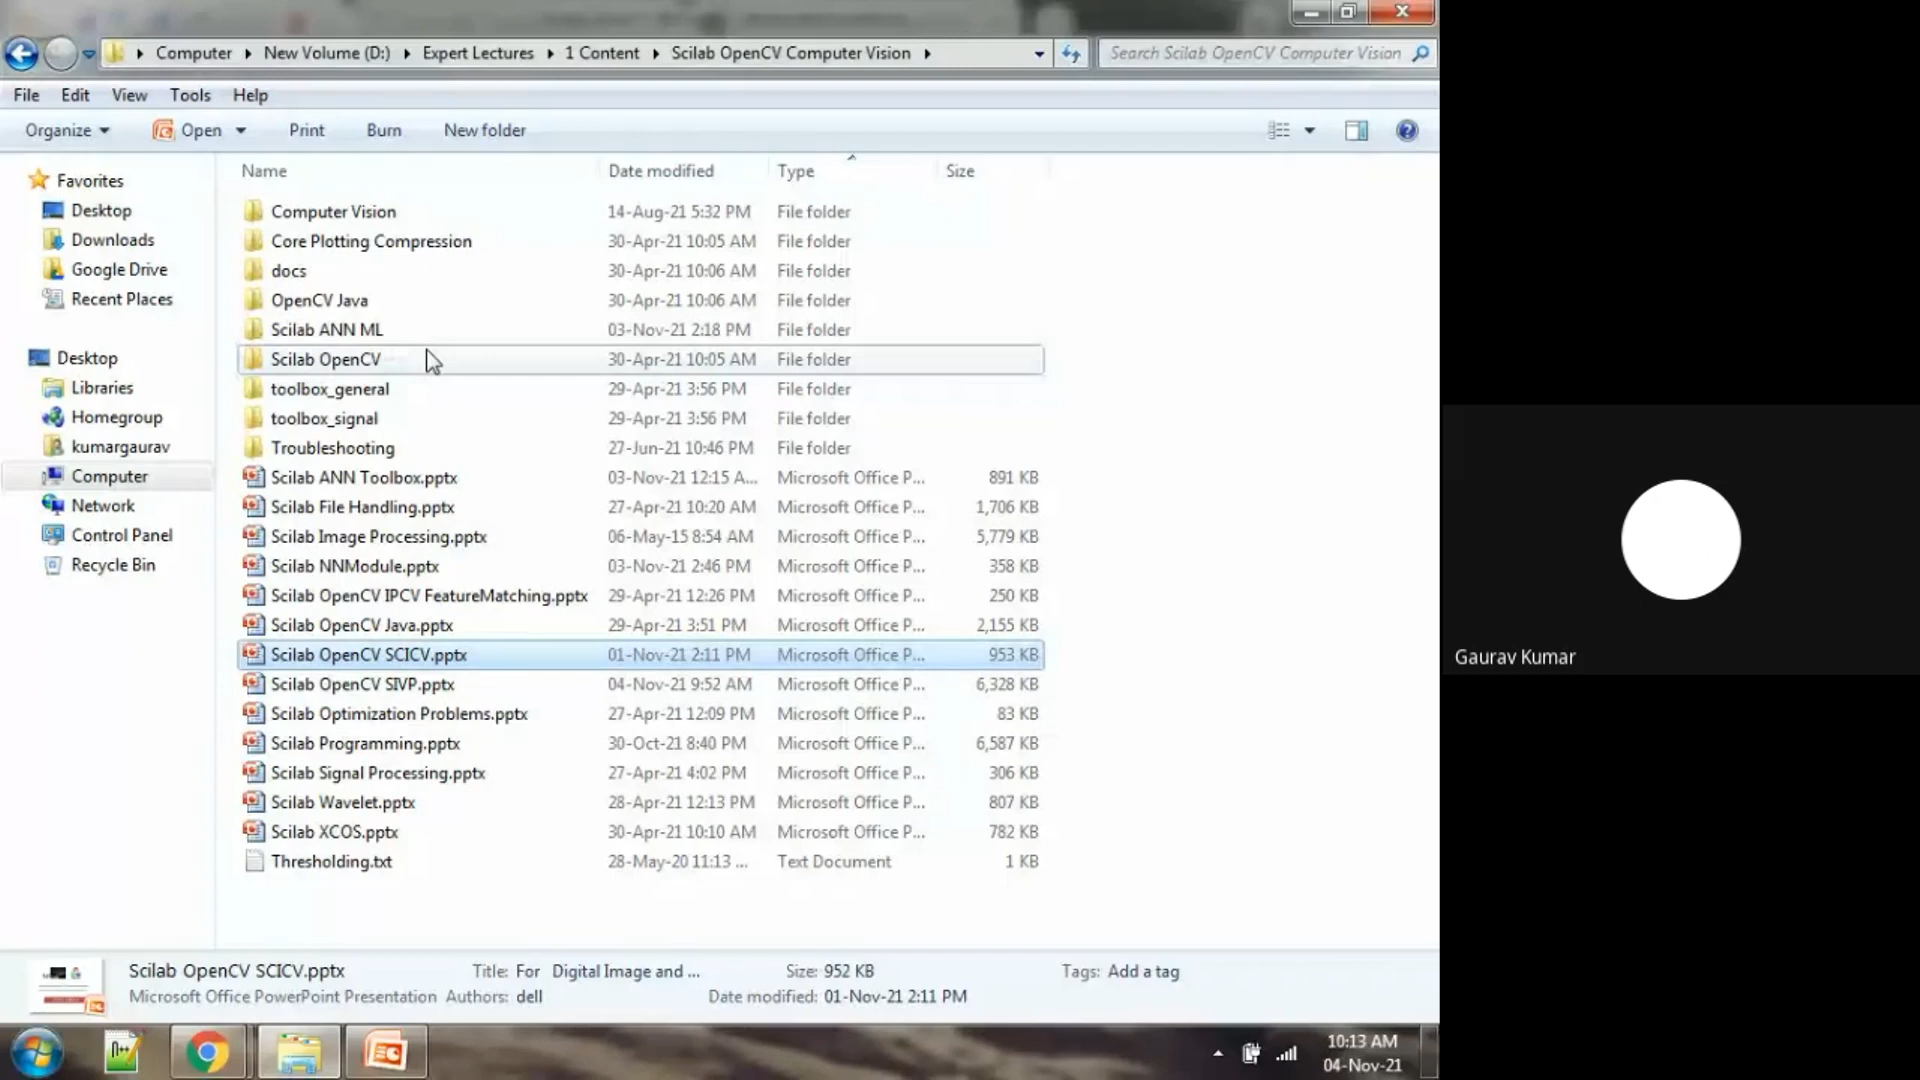 Computer New Volume (D:) Expert Lectures 1 Content Scilab OpenCV Computer Vision Search Scilab OpenCV Computer Vision
File Edit View Tools Help
Organize Open Print Burn New folder
Name Date modified Type Size
Favorites
Desktop
Downloads
Google Drive
Recent Places
Desktop
Libraries
Homegroup
kumargaurav
Computer
Network
Control Panel
Recycle Bin
Computer Vision 14-Aug-21 5:32 PM File folder
Core Plotting Compression 30-Apr-21 10:05 AM File folder
docs 30-Apr-21 10:06 AM File folder
OpenCV Java 30-Apr-21 10:06 AM File folder
Scilab ANN ML 03-Nov-21 2:18 PM File folder
Scilab OpenCV 30-Apr-21 10:05 AM File folder
toolbox_general 29-Apr-21 3:56 PM File folder
toolbox_signal 29-Apr-21 3:56 PM File folder
Troubleshooting 27-Jun-21 10:46 PM File folder
Scilab ANN Toolbox.pptx 03-Nov-21 12:15 A... Microsoft Office P... 891 KB
Scilab File Handling.pptx 27-Apr-21 10:20 AM Microsoft Office P... 1,706 KB
Scilab Image Processing.pptx 06-May-15 8:54 AM Microsoft Office P... 5,779 KB
Scilab NNModule.pptx 03-Nov-21 2:46 PM Microsoft Office P... 358 KB
Scilab OpenCV IPCV FeatureMatching.pptx 29-Apr-21 12:26 PM Microsoft Office P... 250 KB
Scilab OpenCV Java.pptx 29-Apr-21 3:51 PM Microsoft Office P... 2,155 KB
Scilab OpenCV SCICV.pptx 01-Nov-21 2:11 PM Microsoft Office P... 953 KB
Scilab OpenCV SIVP.pptx 04-Nov-21 9:52 AM Microsoft Office P... 6,328 KB
Scilab Optimization Problems.pptx 27-Apr-21 12:09 PM Microsoft Office P... 83 KB
Scilab Programming.pptx 30-Oct-21 8:40 PM Microsoft Office P... 6,587 KB
Scilab Signal Processing.pptx 27-Apr-21 4:02 PM Microsoft Office P... 306 KB
Scilab Wavelet.pptx 28-Apr-21 12:13 PM Microsoft Office P... 807 KB
Scilab XCOS.pptx 30-Apr-21 10:10 AM Microsoft Office P... 782 KB
Thresholding.txt 28-May-20 11:13 ... Text Document 1 KB
Scilab OpenCV SCICV.pptx Title: For Digital Image and ... Size: 952 KB Tags: Add a tag
Microsoft Office PowerPoint Presentation Authors: dell Date modified: 01-Nov-21 2:11 PM
10:13 AM
04-Nov-21
Gaurav Kumar